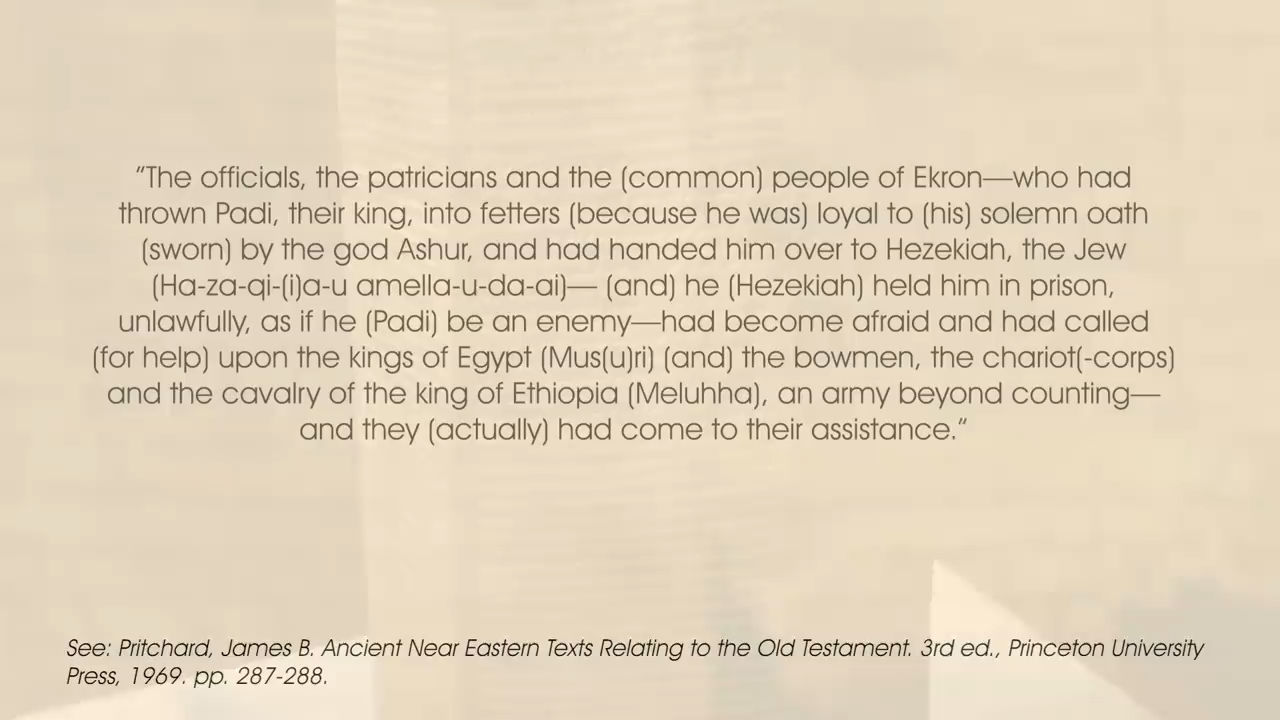 “The officials, the patricians and the (common) people of Ekron—who had
thrown Padi, their king, into fetters (because he was) loyal to (his) solemn oath
(sworn) by the god Ashur, and had handed him over to Hezekiah, the Jew
(Ha-za-qi-(i)a-u amella-u-da-ai)— (and) he (Hezekiah) held him in prison,
unlawfully, as if he (Padi) be an enemy—had become afraid and had called
(for help) upon the kings of Egypt (Mus(u)ri) (and) the bowmen, the chariot(-corps)
and the cavalry of the king of Ethiopia (Meluhha), an army beyond counting—
and they (actually) had come to their assistance.“
See: Pritchard, James B. Ancient Near Eastern Texts Relating to the Old Testament. 3rd ed., Princeton University
Press, 1969. pp. 287-288.